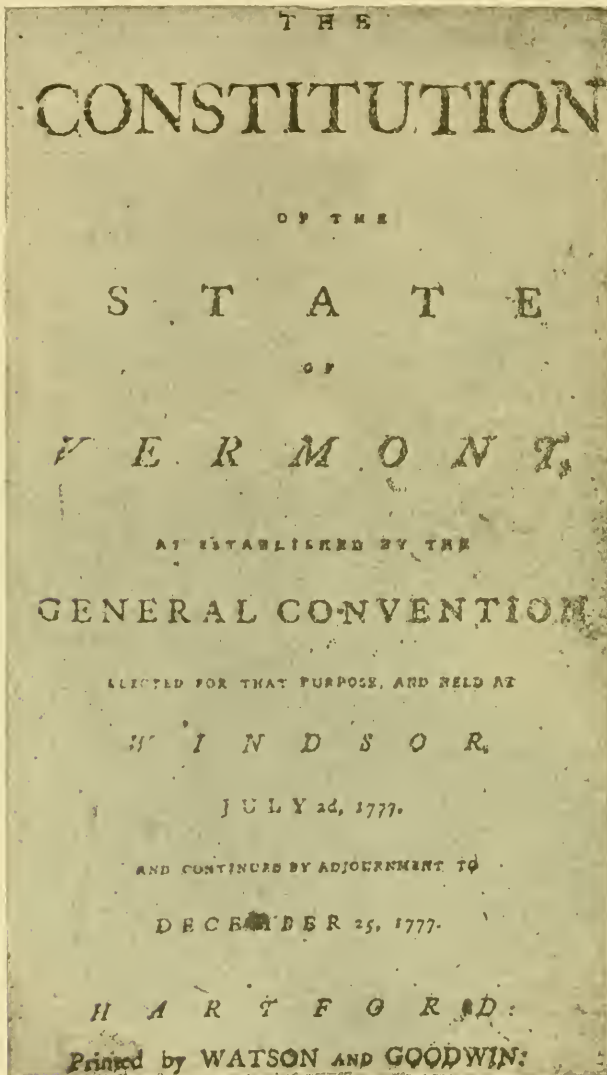 THE
CONSTITUTION
OF THE
STATE
OF
VERMONT,
AS ESTABLISHED BY THE
GENERAL CONVENTION
ELECTED FOR THAT PURPOSE, AND HELD AT
WINDSOR,
JULY 2d, 1777.
AND CONTINUED BY ADJOURNMENT TO
DECEMBER 25, 1777.
HARTFORD:
Printed by WATSON AND GOODWIN: